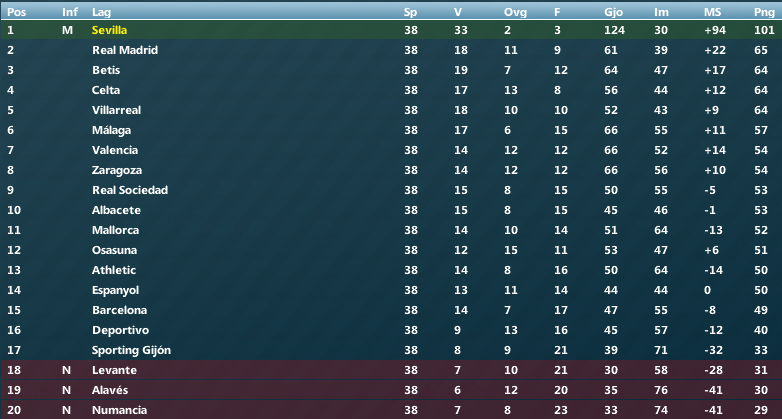 Pos Inf Lag Sp V Ovg F Gjo Im MS Png
1 M Sevilla 38 33 2 3 124 30 +94 101
2 Real Madrid 38 18 11 9 61 39 +22 65
3 Betis 38 19 7 12 64 47 +17 64
4 Celta 38 17 13 8 56 44 +12 64
5 Villarreal 38 18 10 10 52 43 +9 64
6 Málaga 38 17 6 15 66 55 +11 57
7 Valencia 38 14 12 12 66 52 +14 54
8 Zaragoza 38 14 12 12 66 56 +10 54
9 Real Sociedad 38 15 8 15 50 55 -5 53
10 Albacete 38 15 8 15 45 46 -1 53
11 Mallorca 38 14 10 14 51 64 -13 52
12 Osasuna 38 12 15 11 53 47 +6 51
13 Athletic 38 14 8 16 50 64 -14 50
14 Espanyol 38 13 11 14 44 44 0 50
15 Barcelona 38 14 7 17 47 55 -8 49
16 Deportivo 38 9 13 16 45 57 -12 40
17 Sporting Gijón 38 8 9 21 39 71 -32 33
18 N Levante 38 7 10 21 30 58 -28 31
19 N Alavés 38 6 12 20 35 76 -41 30
20 N Numancia 38 7 8 23 33 74 -41 29